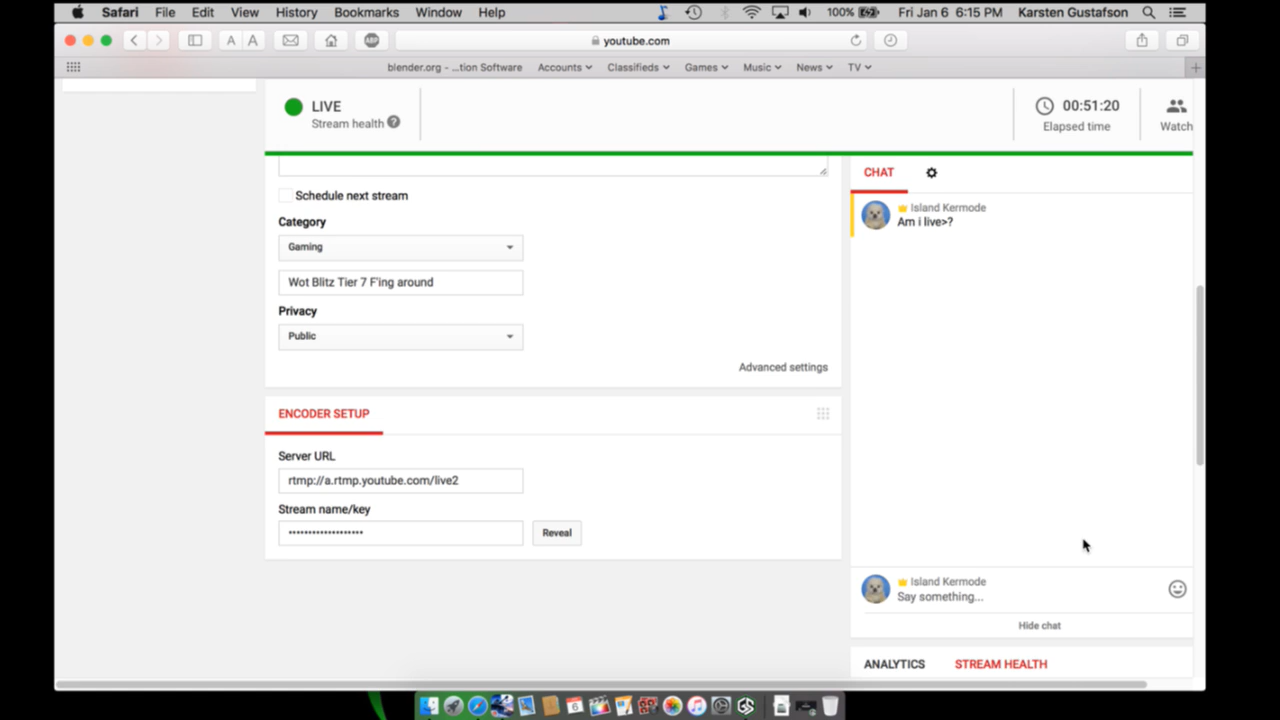 Safari File Edit View History Bookmarks Window Help 100% Fri Jan 6 6:15 PM Karsten Gustafson
A A ABP youtube.com
blender.org - ...tion Software Accounts Classifieds Games Music News TV
LIVE
Stream health ?
00:51:20
Elapsed time
Watch
Schedule next stream
Category
Gaming
Wot Blitz Tier 7 F'ing around
Privacy
Public
Advanced settings
ENCODER SETUP
Server URL
rtmp://a.rtmp.youtube.com/live2
Stream name/key
•••••••••••••••••••
Reveal
CHAT
Island Kermode
Am i live>?
Island Kermode
Say something...
Hide chat
ANALYTICS STREAM HEALTH
6